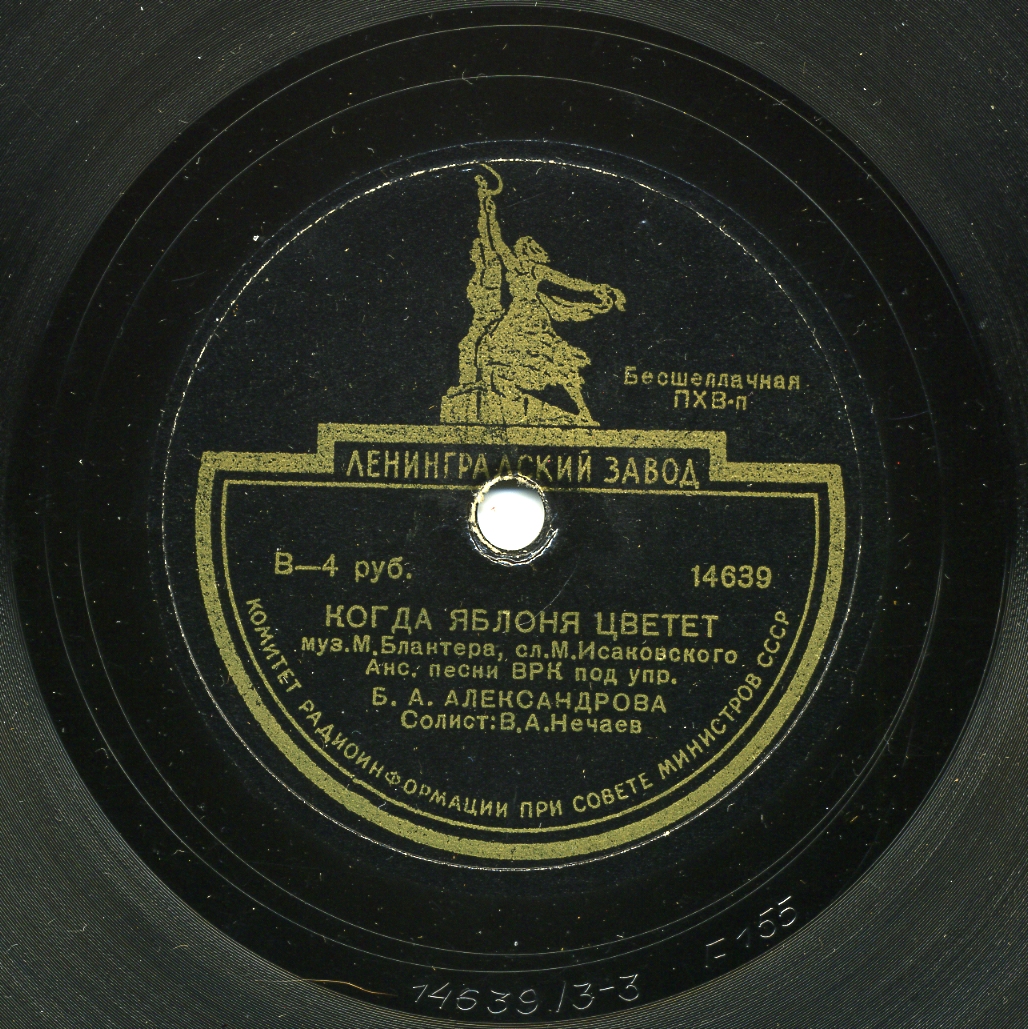 Бесшеллачная
ПХВ-п
ЛЕНИНГРАДСКИЙ ЗАВОД
В—4 руб.
14639
КОГДА ЯБЛОНЯ ЦВЕТЕТ
муз.М.Блантера, сл.М.Исаковского
Анс. песни ВРК под упр.
Б. А. АЛЕКСАНДРОВА
Солист:В.А.Нечаев
КОМИТЕТ РАДИОИНФОРМАЦИИ ПРИ СОВЕТЕ МИНИСТРОВ СССР
14639/3-3
F155